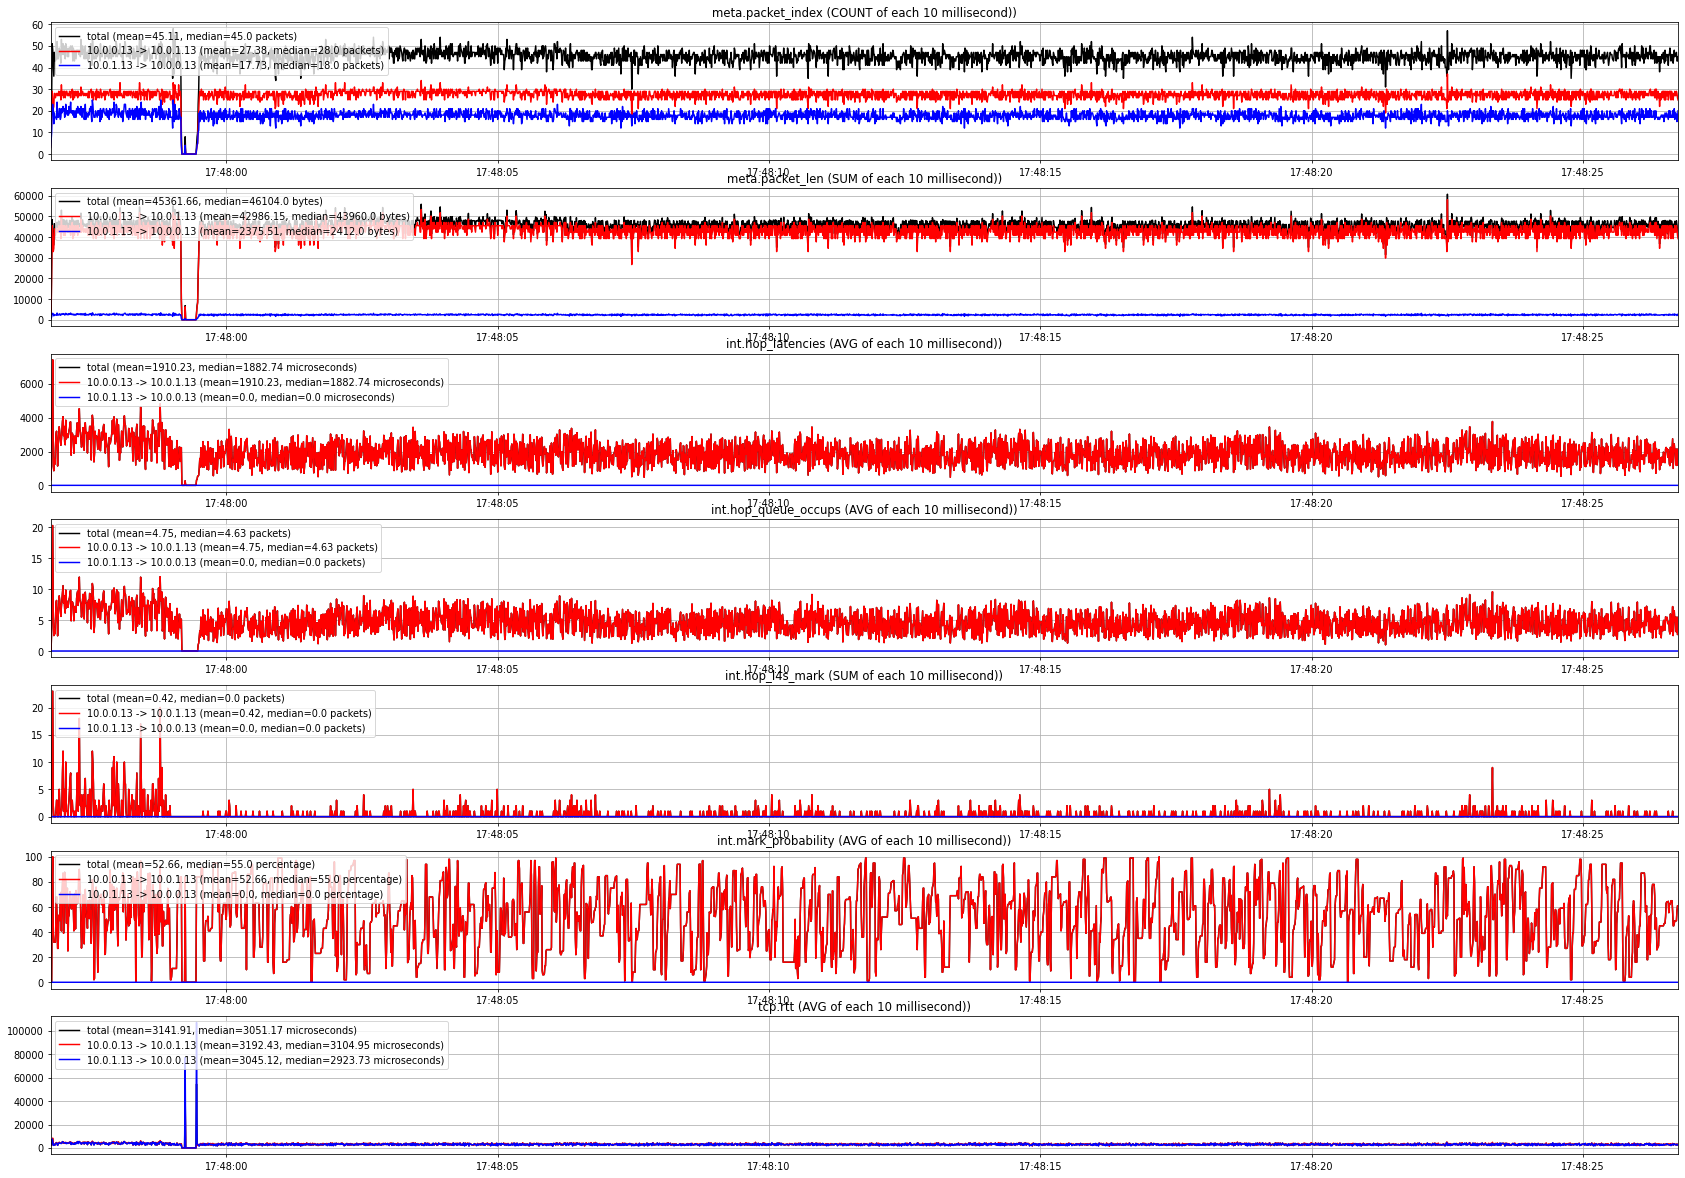 meta.packet_index (COUNT of each 10 millisecond))
60
50
40
30
20
10
0
total (mean=45.11, median=45.0 packets)
10.0.0.13 -> 10.0.1.13 (mean=27.38, median=28.0 packets)
10.0.1.13 -> 10.0.0.13 (mean=17.73, median=18.0 packets)
17:48:00 17:48:05 17:48:10 17:48:15 17:48:20 17:48:25
meta.packet_len (SUM of each 10 millisecond))
60000
50000
40000
30000
20000
10000
0
total (mean=45361.66, median=46104.0 bytes)
10.0.0.13 -> 10.0.1.13 (mean=42986.15, median=43960.0 bytes)
10.0.1.13 -> 10.0.0.13 (mean=2375.51, median=2412.0 bytes)
17:48:00 17:48:05 17:48:10 17:48:15 17:48:20 17:48:25
int.hop_latencies (AVG of each 10 millisecond))
6000
4000
2000
0
total (mean=1910.23, median=1882.74 microseconds)
10.0.0.13 -> 10.0.1.13 (mean=1910.23, median=1882.74 microseconds)
10.0.1.13 -> 10.0.0.13 (mean=0.0, median=0.0 microseconds)
17:48:00 17:48:05 17:48:10 17:48:15 17:48:20 17:48:25
int.hop_queue_occups (AVG of each 10 millisecond))
20
15
10
5
0
total (mean=4.75, median=4.63 packets)
10.0.0.13 -> 10.0.1.13 (mean=4.75, median=4.63 packets)
10.0.1.13 -> 10.0.0.13 (mean=0.0, median=0.0 packets)
17:48:00 17:48:05 17:48:10 17:48:15 17:48:20 17:48:25
int.hop_l4s_mark (SUM of each 10 millisecond))
20
15
10
5
0
total (mean=0.42, median=0.0 packets)
10.0.0.13 -> 10.0.1.13 (mean=0.42, median=0.0 packets)
10.0.1.13 -> 10.0.0.13 (mean=0.0, median=0.0 packets)
17:48:00 17:48:05 17:48:10 17:48:15 17:48:20 17:48:25
int.mark_probability (AVG of each 10 millisecond))
100
80
60
40
20
0
total (mean=52.66, median=55.0 percentage)
10.0.0.13 -> 10.0.1.13 (mean=52.66, median=55.0 percentage)
10.0.1.13 -> 10.0.0.13 (mean=0.0, median=0.0 percentage)
17:48:00 17:48:05 17:48:10 17:48:15 17:48:20 17:48:25
tcp.rtt (AVG of each 10 millisecond))
100000
80000
60000
40000
20000
0
total (mean=3141.91, median=3051.17 microseconds)
10.0.0.13 -> 10.0.1.13 (mean=3192.43, median=3104.95 microseconds)
10.0.1.13 -> 10.0.0.13 (mean=3045.12, median=2923.73 microseconds)
17:48:00 17:48:05 17:48:10 17:48:15 17:48:20 17:48:25